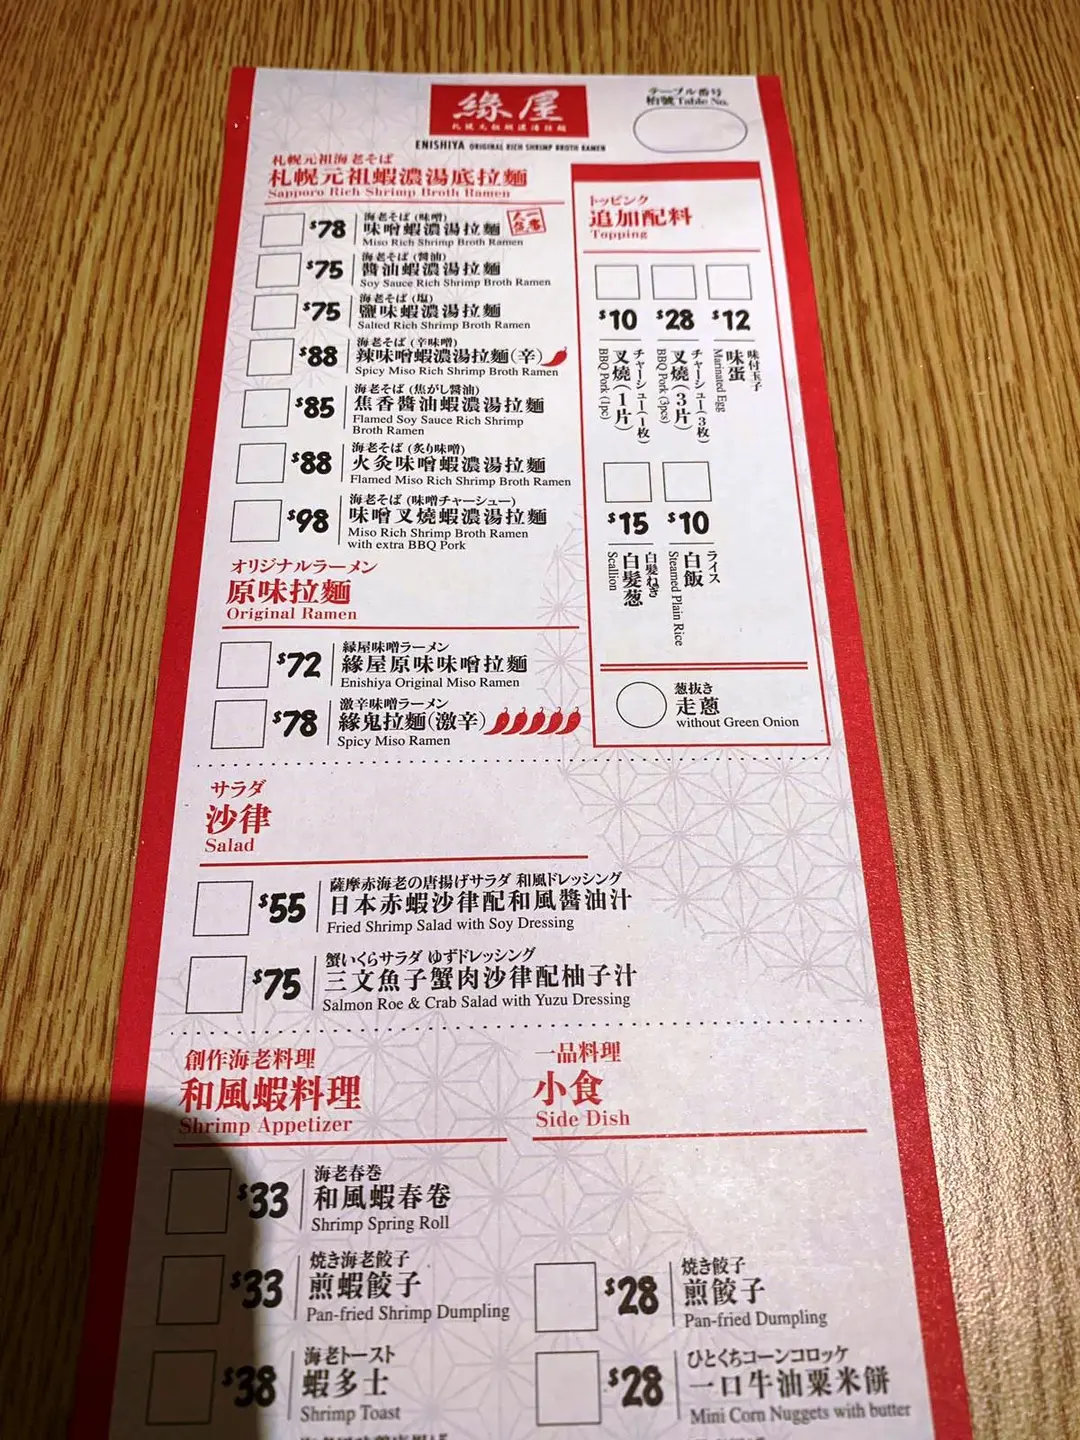 緣屋
札幌元祖蝦濃湯拉麵
ENISHIYA ORIGINAL RICH SHRIMP BROTH RAMEN
テーブル番号
枱號 Table No.
札幌元祖海老そば
札幌元祖蝦濃湯底拉麵
Sapporo Rich Shrimp Broth Ramen
海老そば (味噌)
$78 味噌蝦濃湯拉麵
Miso Rich Shrimp Broth Ramen
海老そば (醤油)
$75 醬油蝦濃湯拉麵
Soy Sauce Rich Shrimp Broth Ramen
海老そば (塩)
$75 鹽味蝦濃湯拉麵
Salted Rich Shrimp Broth Ramen
海老そば (辛味噌)
$88 辣味噌蝦濃湯拉麵(辛)
Spicy Miso Rich Shrimp Broth Ramen
海老そば (焦がし醤油)
$85 焦香醬油蝦濃湯拉麵
Flamed Soy Sauce Rich Shrimp
Broth Ramen
海老そば (炙り味噌)
$88 火灸味噌蝦濃湯拉麵
Flamed Miso Rich Shrimp Broth Ramen
海老そば (味噌チャーシュー)
$98 味噌叉燒蝦濃湯拉麵
Miso Rich Shrimp Broth Ramen
with extra BBQ Pork
オリジナルラーメン
原味拉麵
Original Ramen
縁屋味噌ラーメン
$72 緣屋原味味噌拉麵
Enishiya Original Miso Ramen
激辛味噌ラーメン
$78 緣鬼拉麵(激辛)
Spicy Miso Ramen
トッピング
追加配料
Topping
$10
チャーシュー(1枚)
叉燒(1片)
BBQ Pork (1pc)
$28
チャーシュー(3枚)
叉燒(3片)
BBQ Pork (3pcs)
$12
味付玉子
味蛋
Marinated Egg
$15
白髪ねぎ
白髮葱
Scallion
$10
ライス
白飯
Steamed Plain Rice
葱抜き
走蔥
without Green Onion
サラダ
沙律
Salad
薩摩赤海老の唐揚げサラダ 和風ドレッシング
$55 日本赤蝦沙律配和風醬油汁
Fried Shrimp Salad with Soy Dressing
蟹いくらサラダ ゆずドレッシング
$75 三文魚子蟹肉沙律配柚子汁
Salmon Roe & Crab Salad with Yuzu Dressing
創作海老料理
和風蝦料理
Shrimp Appetizer
海老春巻
$33 和風蝦春卷
Shrimp Spring Roll
焼き海老餃子
$33 煎蝦餃子
Pan-fried Shrimp Dumpling
海老トースト
$38 蝦多士
Shrimp Toast
一品料理
小食
Side Dish
焼き餃子
$28 煎餃子
Pan-fried Dumpling
ひとくちコーンコロッケ
$28 一口牛油粟米餅
Mini Corn Nuggets with butter